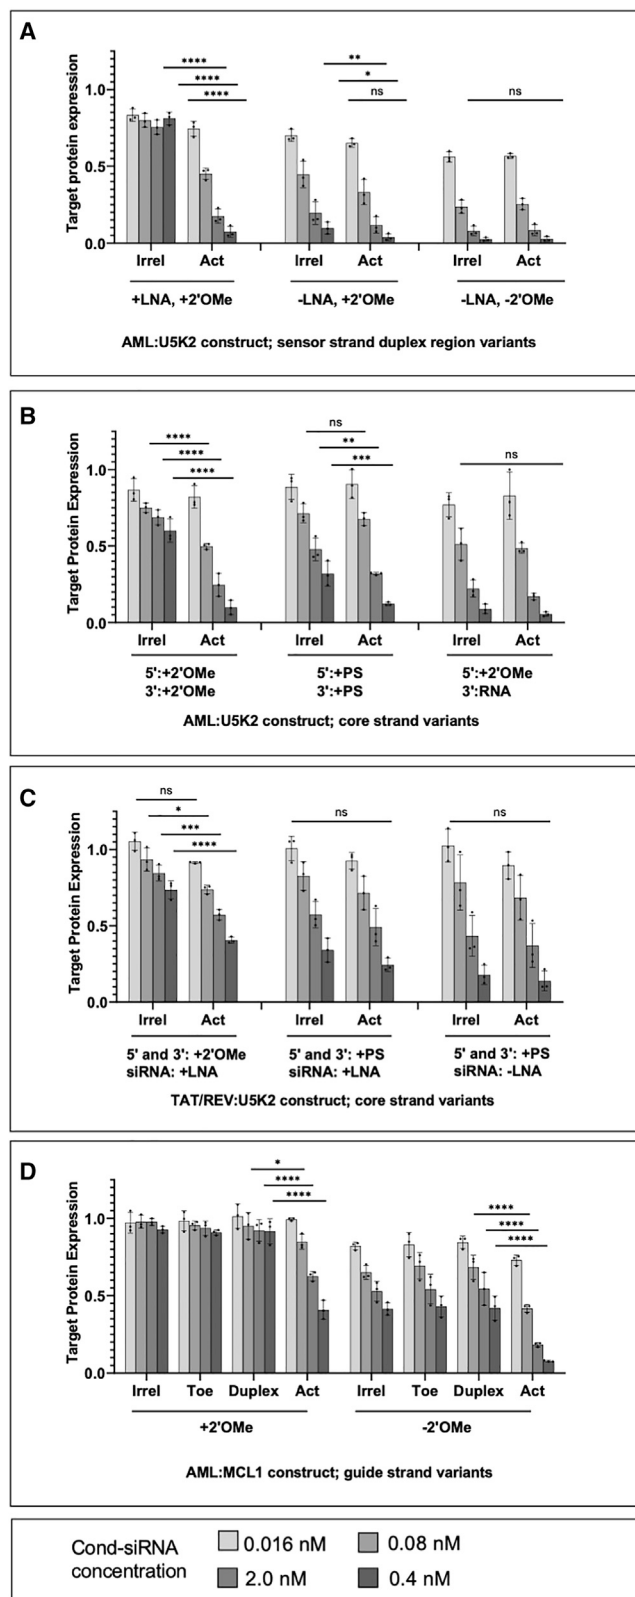 A
Target protein expression
1.0
0.5
0.0
****
****
****
**
*
ns
ns
Irrel Act Irrel Act Irrel Act
+LNA, +2'OMe -LNA, +2'OMe -LNA, -2'OMe
AML:U5K2 construct; sensor strand duplex region variants
B
Target Protein Expression
1.0
0.5
0.0
****
****
****
ns
**
***
ns
Irrel Act Irrel Act Irrel Act
5':+2'OMe 5':+PS 5':+2'OMe
3':+2'OMe 3':+PS 3':RNA
AML:U5K2 construct; core strand variants
C
Target Protein Expression
1.0
0.5
0.0
ns
*
***
****
ns
ns
Irrel Act Irrel Act Irrel Act
5' and 3': +2'OMe 5' and 3': +PS 5' and 3': +PS
siRNA: +LNA siRNA: +LNA siRNA: -LNA
TAT/REV:U5K2 construct; core strand variants
D
Target Protein Expression
1.0
0.5
0.0
*
****
****
****
****
****
Irrel Toe Duplex Act Irrel Toe Duplex Act
+2'OMe -2'OMe
AML:MCL1 construct; guide strand variants
Cond-siRNA
concentration
0.016 nM 0.08 nM
2.0 nM 0.4 nM